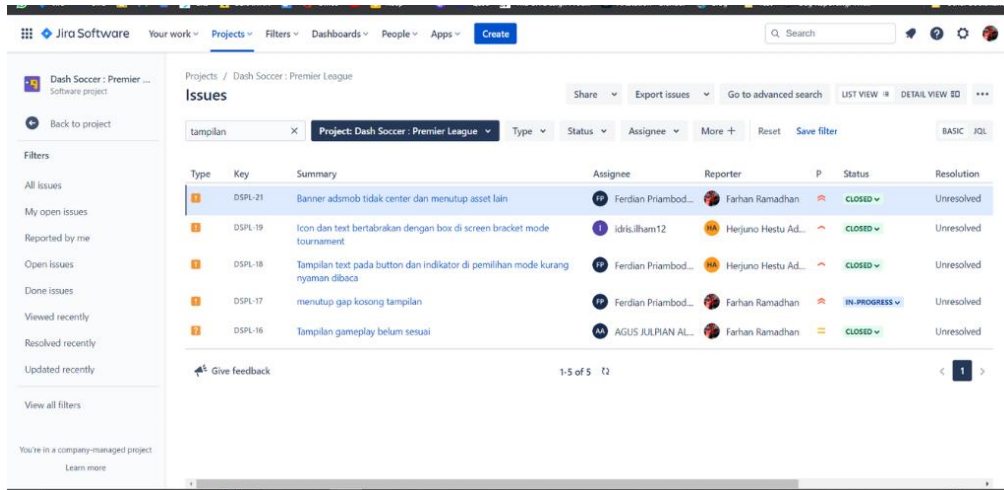 Jira Software
Your work
Projects
Filters
Dashboards
People
Apps
Create
Search
Dash Soccer : Premier ...
Software project
Back to project
Filters
All issues
My open issues
Reported by me
Open issues
Done issues
Viewed recently
Resolved recently
Updated recently
View all filters
You're in a company-managed project
Learn more
Projects / Dash Soccer : Premier League
Issues
Share
Export issues
Go to advanced search
LIST VIEW
DETAIL VIEW
tampilan
Project: Dash Soccer : Premier League
Type
Status
Assignee
More +
Reset
Save filter
BASIC
JQL
Type Key Summary Assignee Reporter P Status Resolution
DSPL-21 Banner adsmob tidak center dan menutup asset lain FP Ferdian Priambod... Farhan Ramadhan CLOSED Unresolved
DSPL-19 Icon dan text bertabrakan dengan box di screen bracket mode
tournament I idris.ilham12 HA Herjuno Hestu Ad... CLOSED Unresolved
DSPL-18 Tampilan text pada button dan indikator di pemilihan mode kurang
nyaman dibaca FP Ferdian Priambod... HA Herjuno Hestu Ad... CLOSED Unresolved
DSPL-17 menutup gap kosong tampilan FP Ferdian Priambod... Farhan Ramadhan IN-PROGRESS Unresolved
DSPL-16 Tampilan gameplay belum sesuai AA AGUS JULPIAN AL... Farhan Ramadhan CLOSED Unresolved
Give feedback
1-5 of 5
1